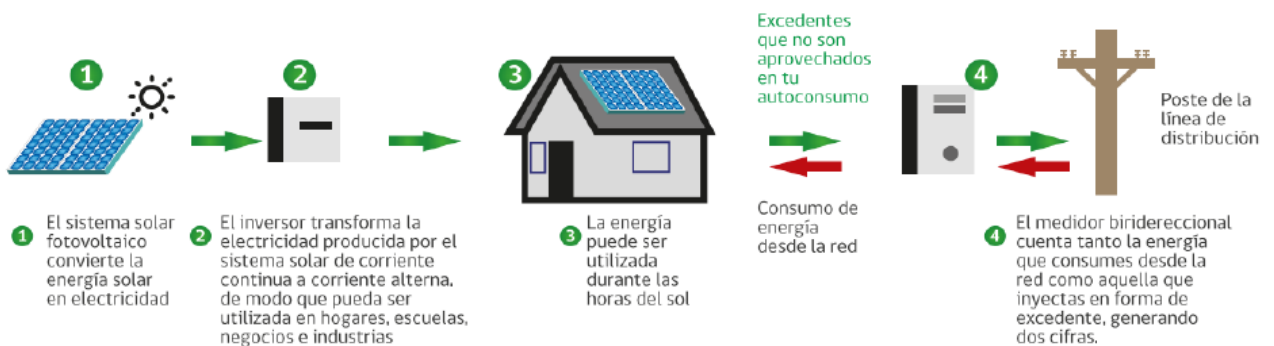 1
2
3
Excedentes
que no son
aprovechados
en tu
autoconsumo
4
Poste de la
línea de
distribución
1 El sistema solar
fotovoltaico
convierte la
energía solar
en electricidad
2 El inversor transforma la
electricidad producida por el
sistema solar de corriente
continua a corriente alterna,
de modo que pueda ser
utilizada en hogares, escuelas,
negocios e industrias
3 La energía
puede ser
utilizada
durante las
horas del sol
Consumo de
energía
desde la red
4 El medidor biridereccional
cuenta tanto la energía
que consumes desde la
red como aquella que
inyectas en forma de
excedente, generando
dos cifras.